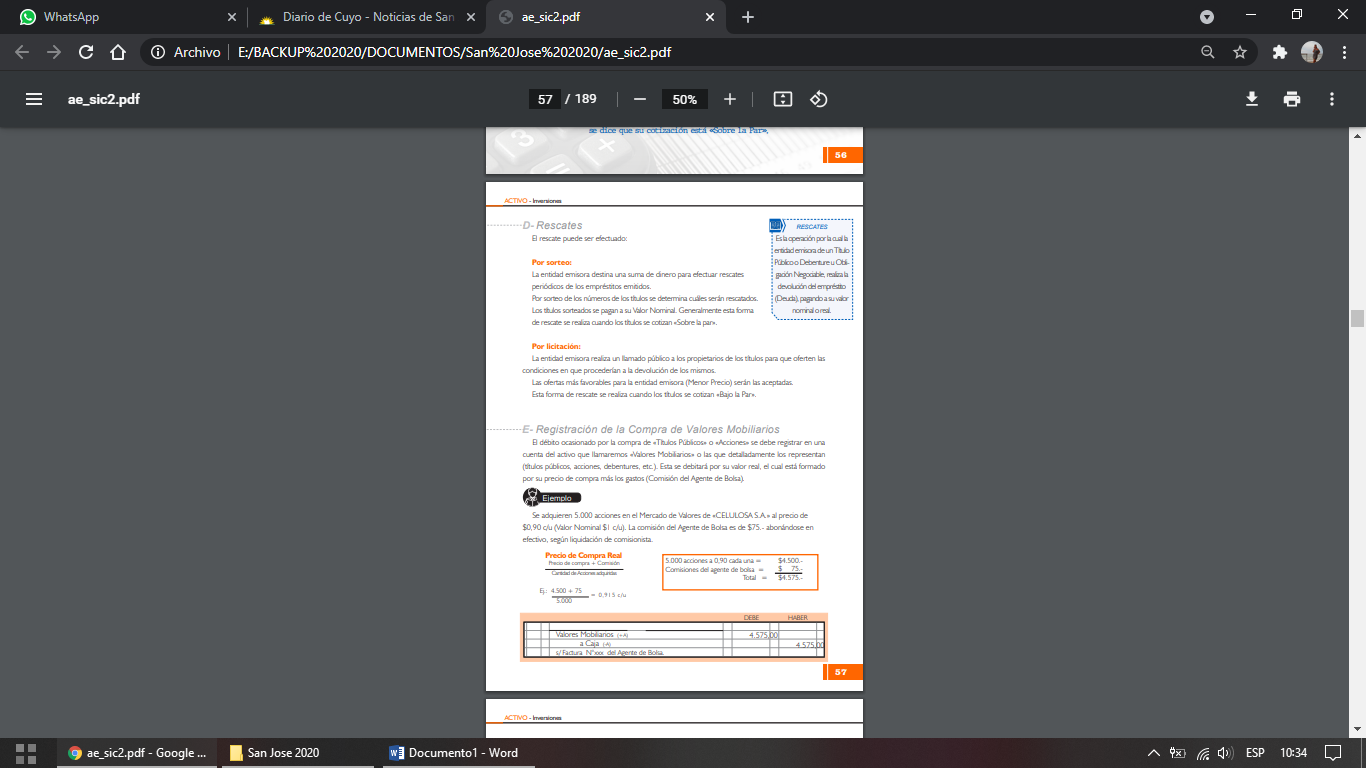 WhatsApp
Diario de Cuyo - Noticias de San
ae_sic2.pdf
Archivo
E:/BACKUP%202020/DOCUMENTOS/San%20Jose%202020/ae_sic2.pdf
ae_sic2.pdf
57 / 189
50%
se dice que su cotización está «Sobre la Par».
56
ACTIVO - Inversiones
D- Rescates
El rescate puede ser efectuado:
Por sorteo:
La entidad emisora destina una suma de dinero para efectuar rescates
periódicos de los empréstitos emitidos.
Por sorteo de los números de los títulos se determina cuáles serán rescatados.
Los títulos sorteados se pagan a su Valor Nominal. Generalmente esta forma
de rescate se realiza cuando los títulos se cotizan «Sobre la par».
RESCATES
Es la operación por la cual la
entidad emisora de un Título
Público o Debenture u Obli-
gación Negociable, realiza la
devolución del empréstito
(Deuda), pagando a su valor
nominal o real.
Por licitación:
La entidad emisora realiza un llamado público a los propietarios de los títulos para que oferten las
condiciones en que procederían a la devolución de los mismos.
Las ofertas más favorables para la entidad emisora (Menor Precio) serán las aceptadas.
Esta forma de rescate se realiza cuando los títulos se cotizan «Bajo la Par».
E- Registración de la Compra de Valores Mobiliarios
El débito ocasionado por la compra de «Títulos Públicos» o «Acciones» se debe registrar en una
cuenta del activo que llamaremos «Valores Mobiliarios» o las que detalladamente los representan
(títulos públicos, acciones, debentures, etc.). Esta se debitará por su valor real, el cual está formado
por su precio de compra más los gastos (Comisión del Agente de Bolsa).
Ejemplo
Se adquieren 5.000 acciones en el Mercado de Valores de «CELULOSA S.A.» al precio de
$0,90 c/u (Valor Nominal $1 c/u). La comisión del Agente de Bolsa es de $75.- abonándose en
efectivo, según liquidación de comisionista.
Precio de Compra Real
Precio de compra + Comisión
Cantidad de Acciones adquiridas
Ej.: 4.500 + 75
5.000
= 0,915 c/u
5.000 acciones a 0,90 cada una = $4.500.-
Comisiones del agente de bolsa = $ 75.-
Total = $4.575.-
DEBE HABER
Valores Mobiliarios (+A) 4.575,00
a Caja (-A) 4.575,00
s/ Factura N°xxx del Agente de Bolsa.
57
ACTIVO - Inversiones
ae_sic2.pdf - Google ...
San Jose 2020
Documento1 - Word
ESP
10:34